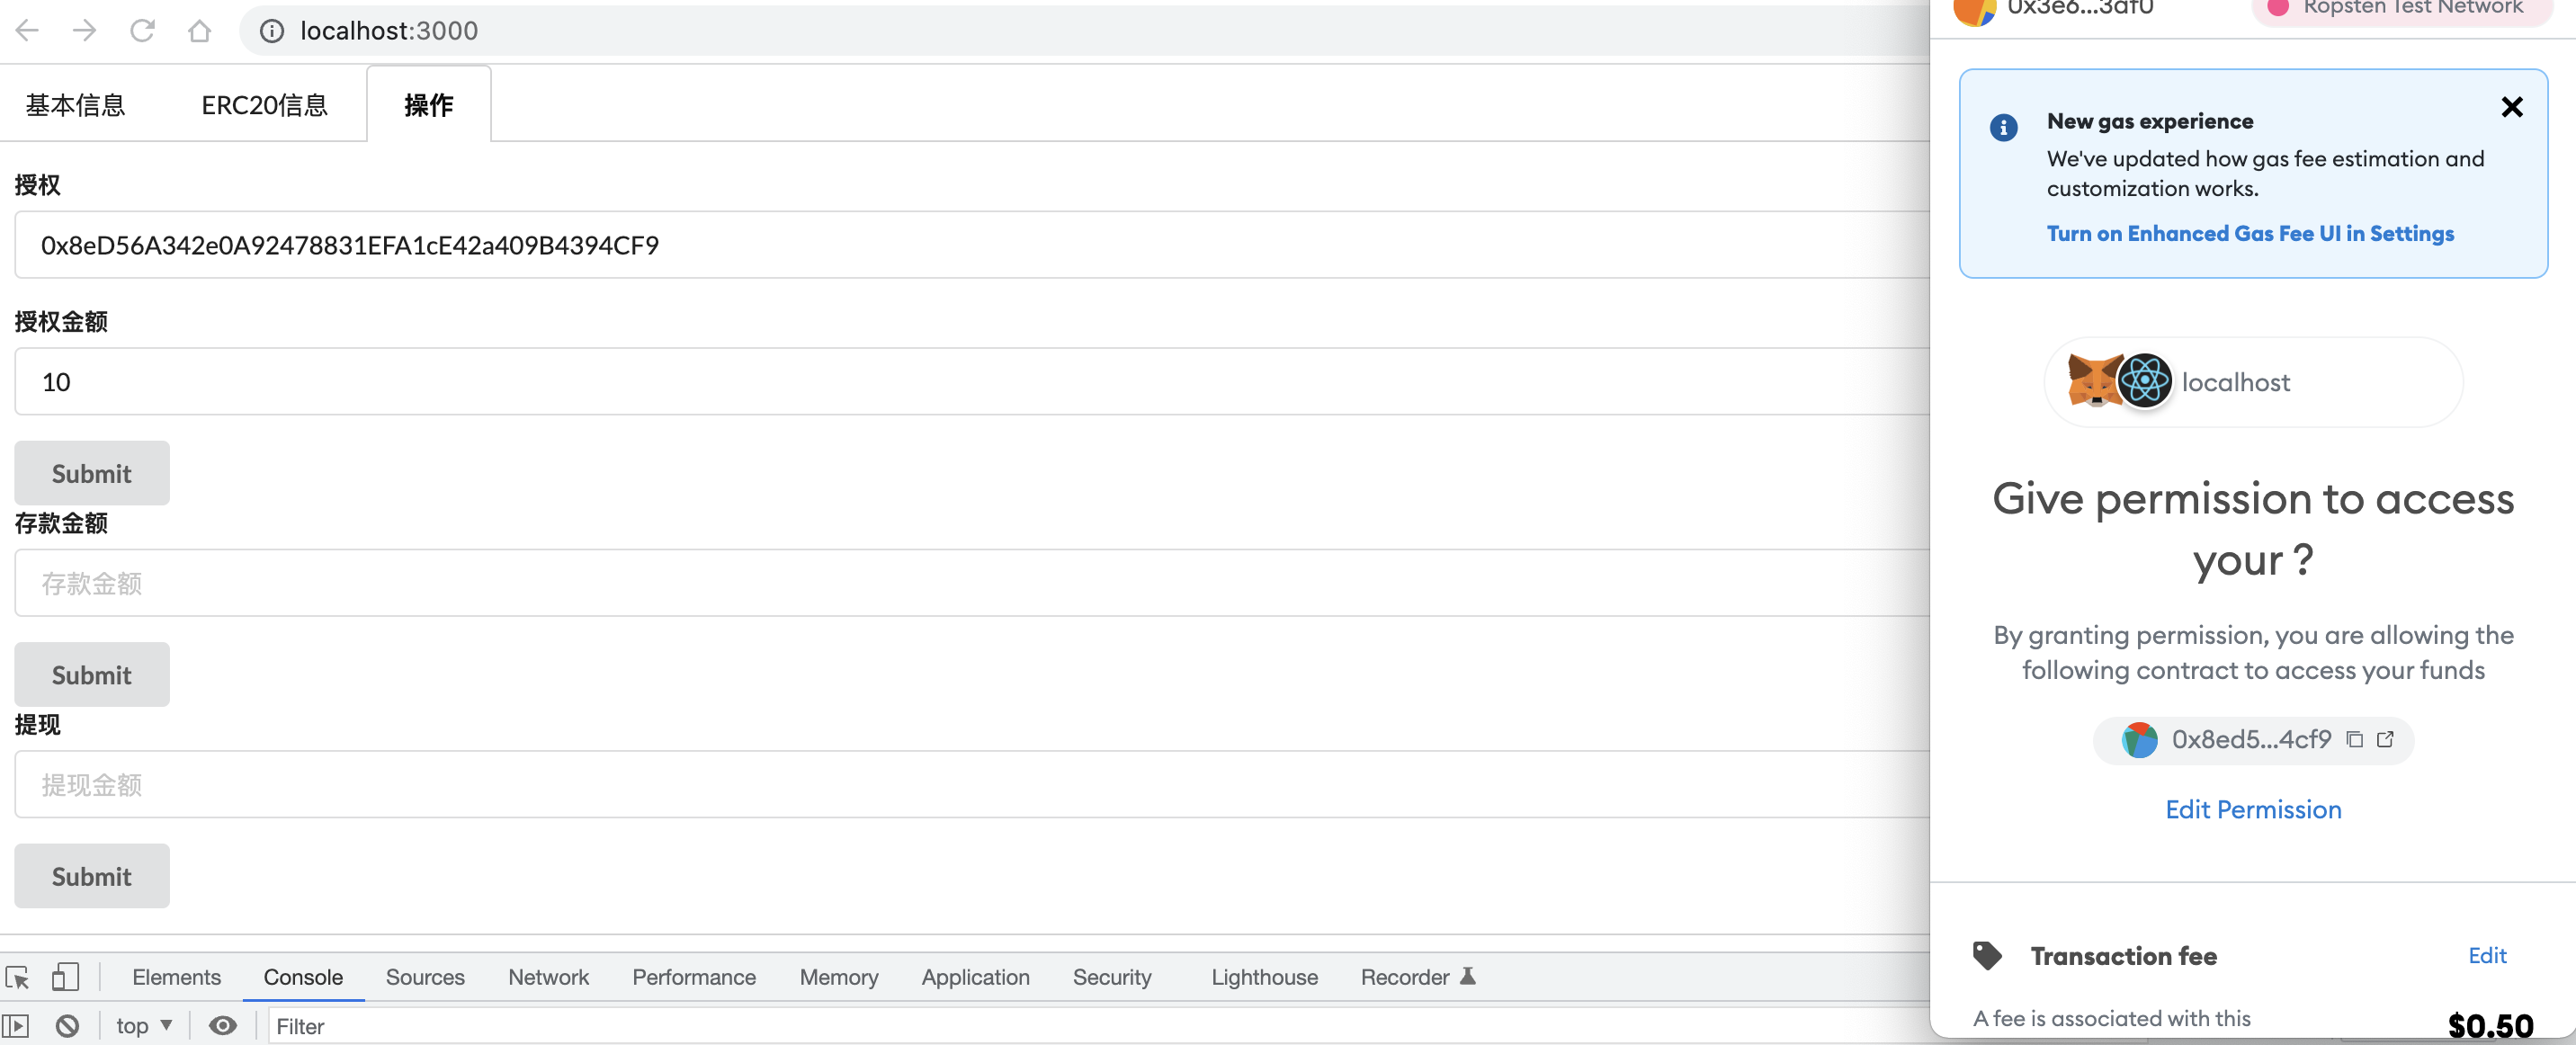 localhost:3000
基本信息
ERC20信息
操作
授权
0x8eD56A342e0A92478831EFA1cE42a409B4394CF9
授权金额
10
Submit
存款金额
存款金额
Submit
提现
提现金额
Submit
Elements
Console
Sources
Network
Performance
Memory
Application
Security
Lighthouse
Recorder
top
Filter
0x3e6...3af0
Ropsten Test Network
New gas experience
We've updated how gas fee estimation and
customization works.
Turn on Enhanced Gas Fee UI in Settings
localhost
Give permission to access
your ?
By granting permission, you are allowing the
following contract to access your funds
0x8ed5...4cf9
Edit Permission
Transaction fee
Edit
A fee is associated with this
$0.50